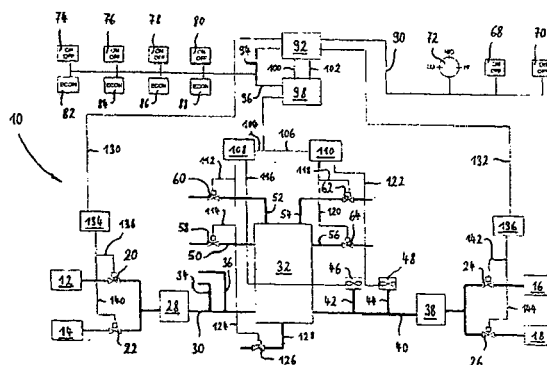 74 76 78 80 92 90 72 68 70
ON OFF ON OFF ON OFF ON OFF
MID
LO HI
ON OFF
ON OFF
94 100 102
ECON ECON ECON ECON
96 98
82 84 86 88
104 106
10
130 108 110 132
112 116 118 122
60 52 54 62
114 120
134 58 50 56 64 136
138 36 32 46 48 142
20 34 24
12 28 42 44 38 16
140 124 144
14 30 128 40 18
22 126 26